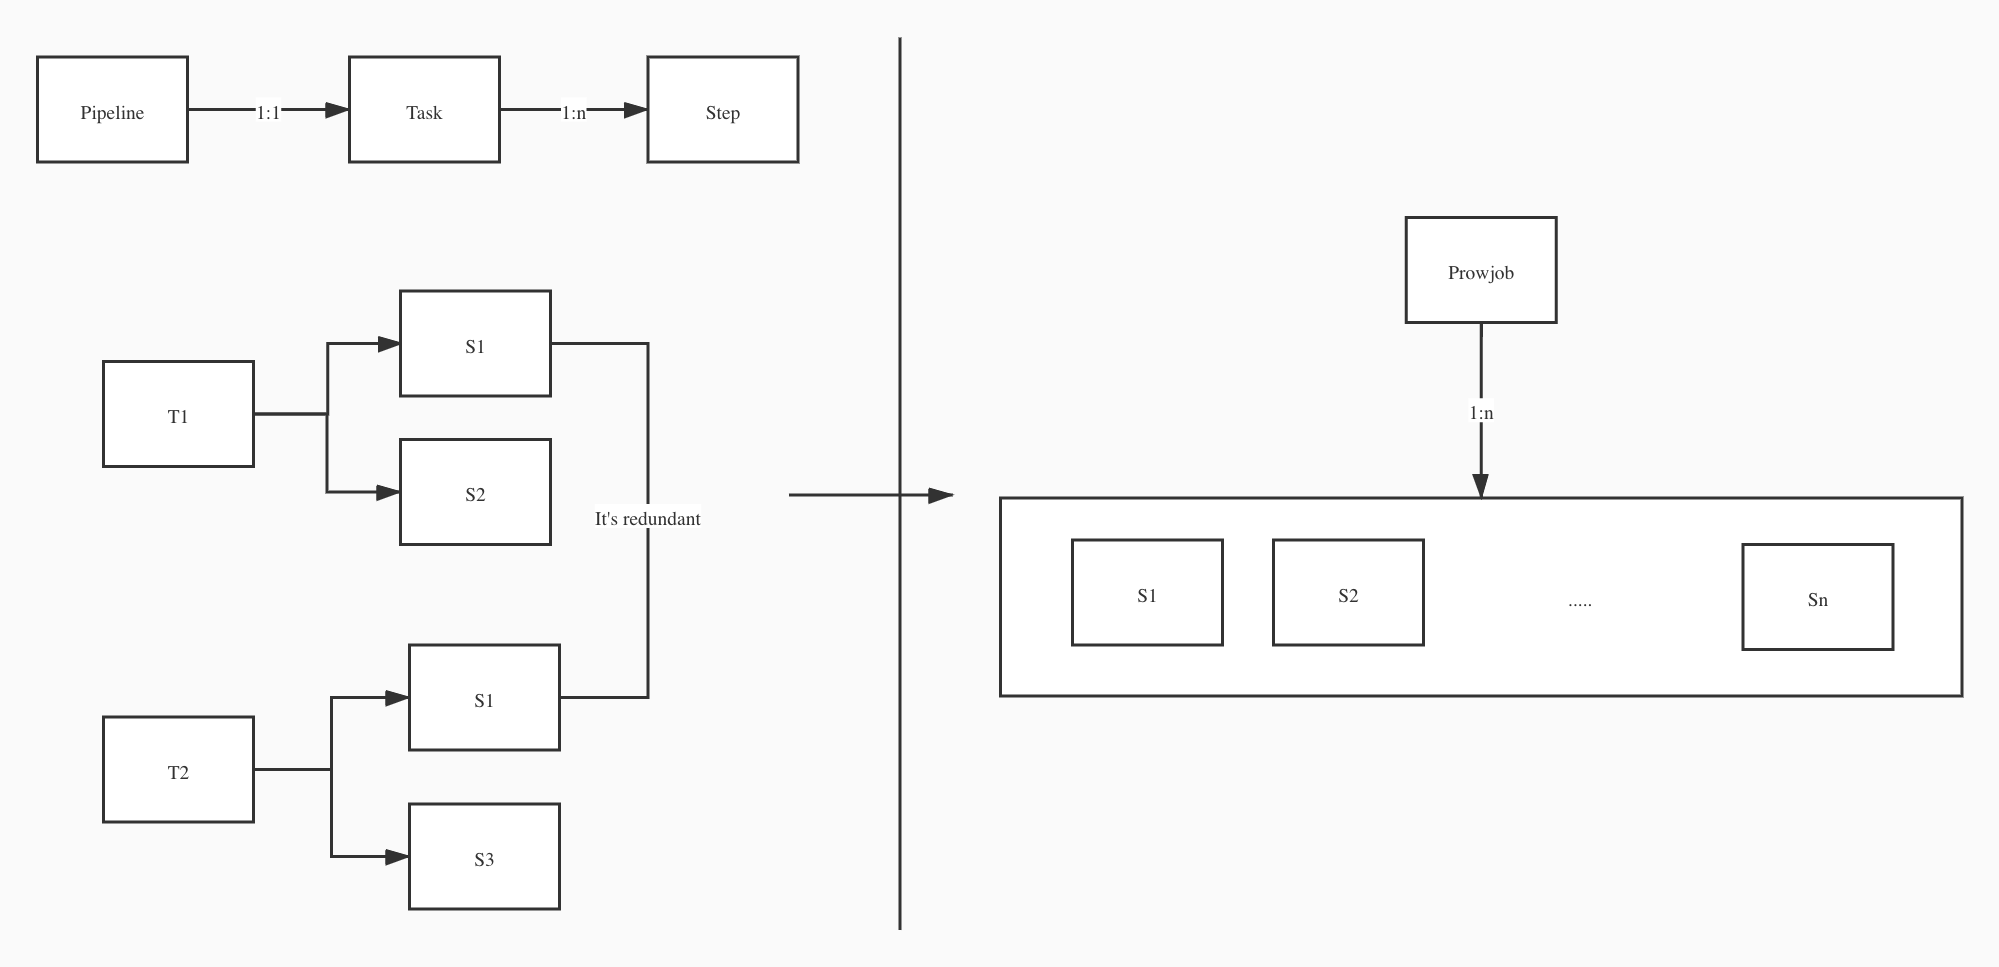 Pipeline
1:1
Task
1:n
Step
T1
S1
S2
It's redundant
T2
S1
S3
Prowjob
1:n
S1
S2
.....
Sn